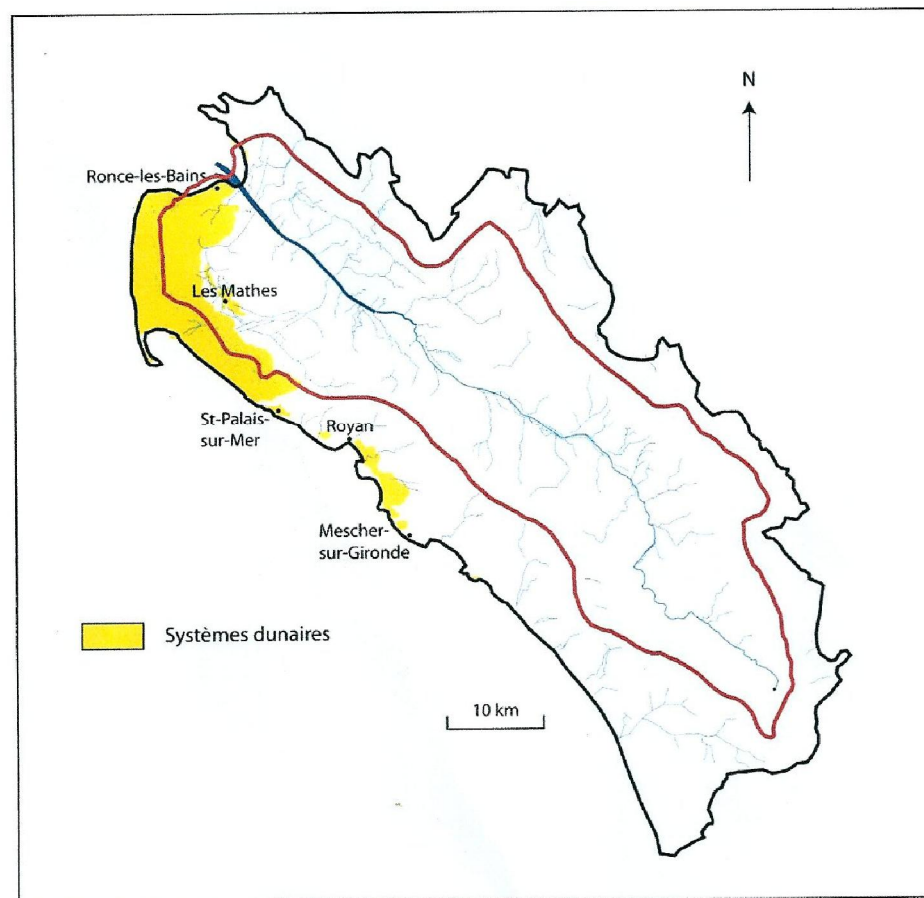 N
Ronce-les-Bains
Les Mathes
St-Palais-
sur-Mer
Royan
Mescher-
sur-Gironde
Systèmes dunaires
10 km